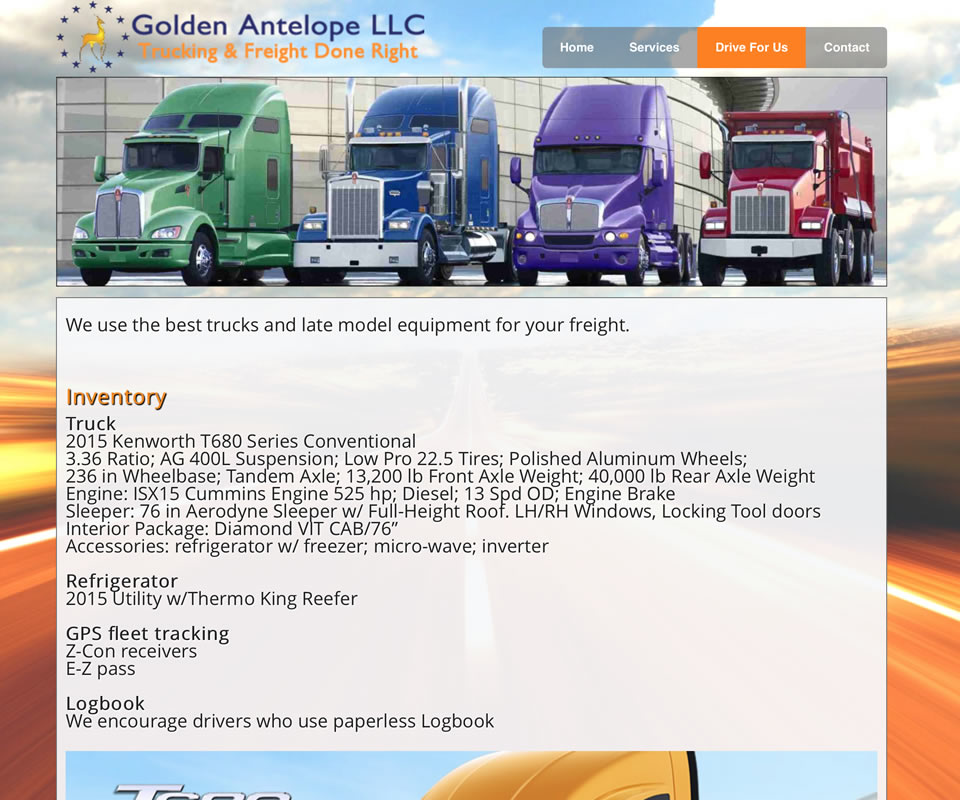 Golden Antelope LLC
Trucking & Freight Done Right
Home Services Drive For Us Contact
We use the best trucks and late model equipment for your freight.
Inventory
Truck
2015 Kenworth T680 Series Conventional
3.36 Ratio; AG 400L Suspension; Low Pro 22.5 Tires; Polished Aluminum Wheels;
236 in Wheelbase; Tandem Axle; 13,200 lb Front Axle Weight; 40,000 lb Rear Axle Weight
Engine: ISX15 Cummins Engine 525 hp; Diesel; 13 Spd OD; Engine Brake
Sleeper: 76 in Aerodyne Sleeper w/ Full-Height Roof. LH/RH Windows, Locking Tool doors
Interior Package: Diamond VIT CAB/76”
Accessories: refrigerator w/ freezer; micro-wave; inverter
Refrigerator
2015 Utility w/Thermo King Reefer
GPS fleet tracking
Z-Con receivers
E-Z pass
Logbook
We encourage drivers who use paperless Logbook
T680